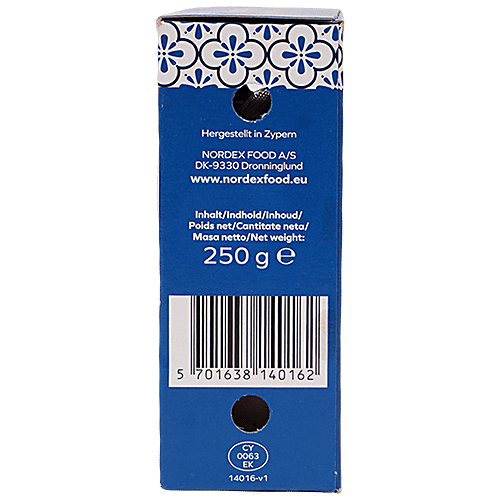 Hergestellt in Zypern
NORDEX FOOD A/S
DK-9330 Dronninglund
www.nordexfood.eu
Inhalt/Indhold/Inhoud/
Poids net/Cantitate neta/
Masa netto/Net weight:
250 g ℮
5 701638 140162
CY
0063
EK
14016-v1